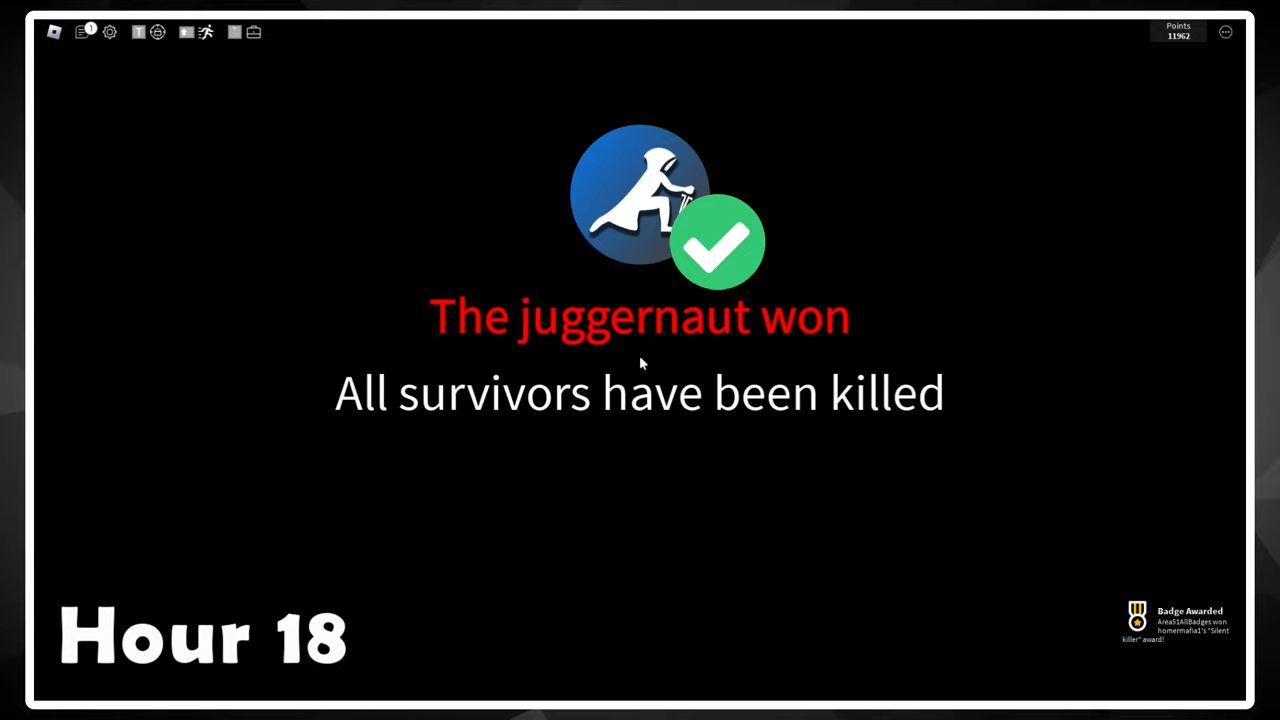 1
T
Points
11962
The juggernaut won
All survivors have been killed
Hour 18
Badge Awarded
Area51AllBadges won
homermafia1's "Silent
killer" award!